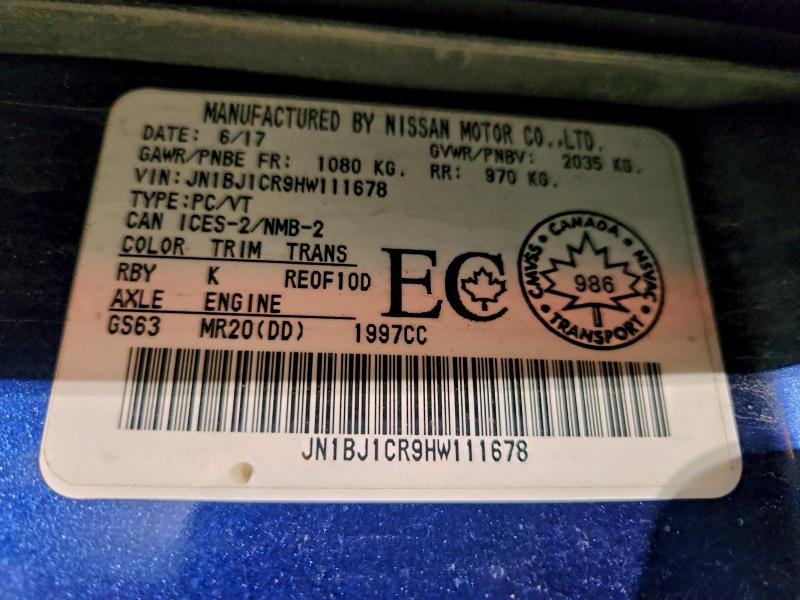 MANUFACTURED BY NISSAN MOTOR CO.,LTD.
DATE: 6/17 GVWR/PNBV: 2035 KG.
GAWR/PNBE FR: 1080 KG. RR: 970 KG.
VIN: JN1BJ1CR9HW111678
TYPE:PC/VT
CAN ICES-2/NMB-2
COLOR TRIM TRANS
RBY K RE0F10D
AXLE ENGINE
GS63 MR20(DD) 1997CC
EC
CANADA
CMVSS 986 NSVAC
TRANSPORT
JN1BJ1CR9HW111678